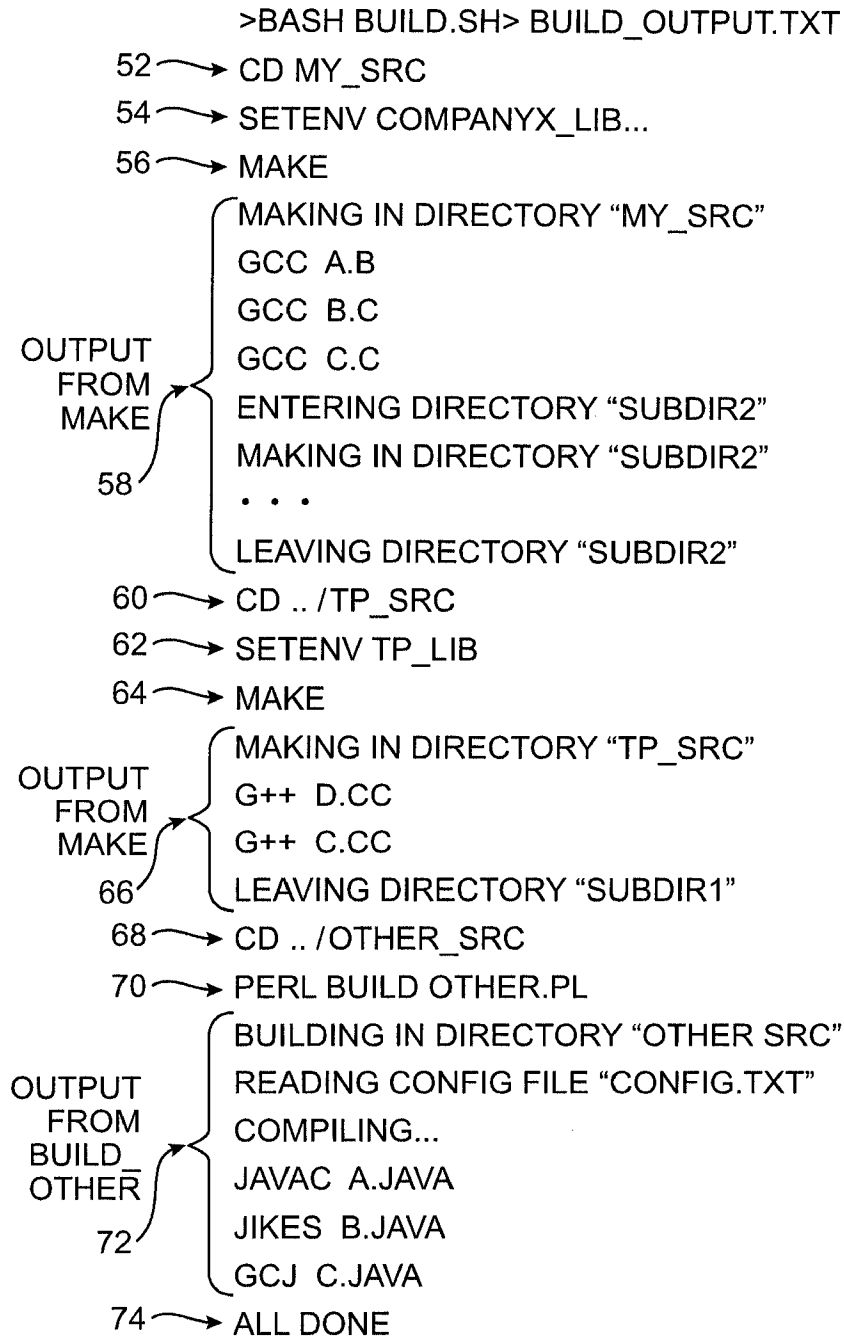 >BASH BUILD.SH> BUILD_OUTPUT.TXT
52 CD MY_SRC
54 SETENV COMPANYX_LIB...
56 MAKE
OUTPUT
FROM
MAKE
58
MAKING IN DIRECTORY “MY_SRC”
GCC A.B
GCC B.C
GCC C.C
ENTERING DIRECTORY “SUBDIR2”
MAKING IN DIRECTORY “SUBDIR2”
. . .
LEAVING DIRECTORY “SUBDIR2”
60 CD .. /TP_SRC
62 SETENV TP_LIB
64 MAKE
OUTPUT
FROM
MAKE
66
MAKING IN DIRECTORY “TP_SRC”
G++ D.CC
G++ C.CC
LEAVING DIRECTORY “SUBDIR1”
68 CD .. /OTHER_SRC
70 PERL BUILD OTHER.PL
OUTPUT
FROM
BUILD_
OTHER
72
BUILDING IN DIRECTORY “OTHER SRC”
READING CONFIG FILE “CONFIG.TXT”
COMPILING...
JAVAC A.JAVA
JIKES B.JAVA
GCJ C.JAVA
74 ALL DONE